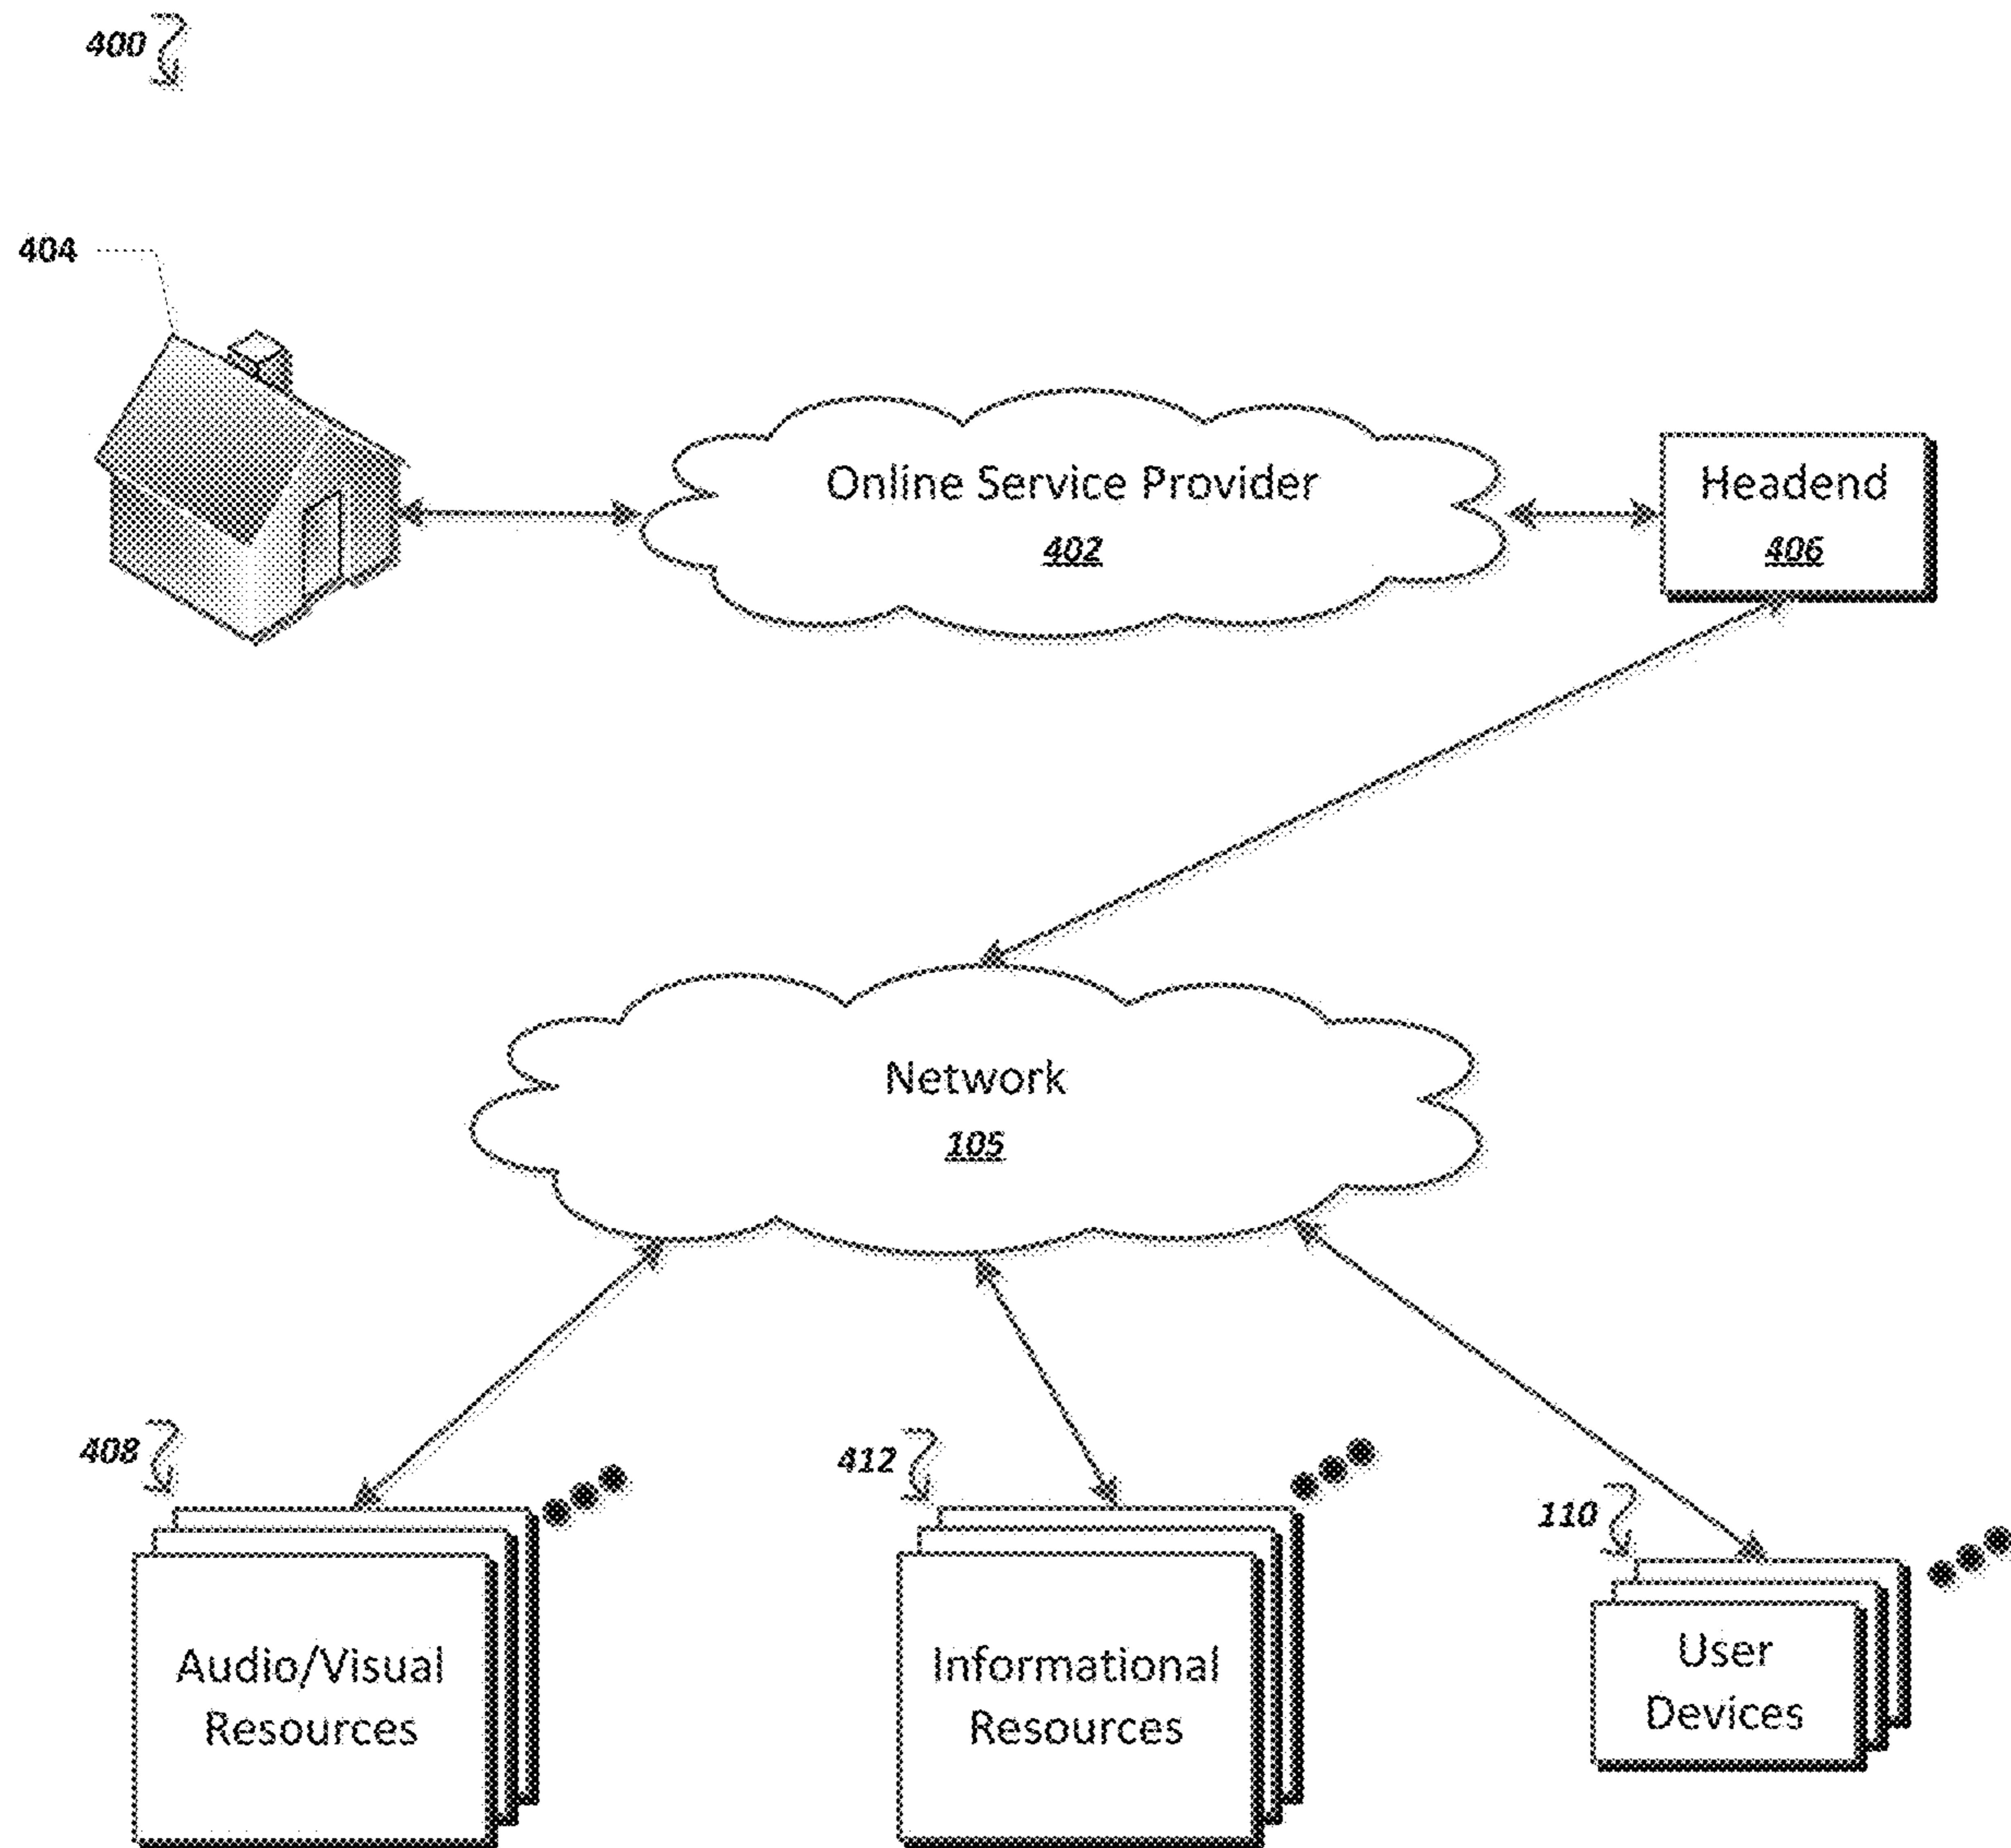 400
404
Online Service Provider
402
Headend
406
Network
105
408
412
110
Audio/Visual
Resources
Informational
Resources
User
Devices